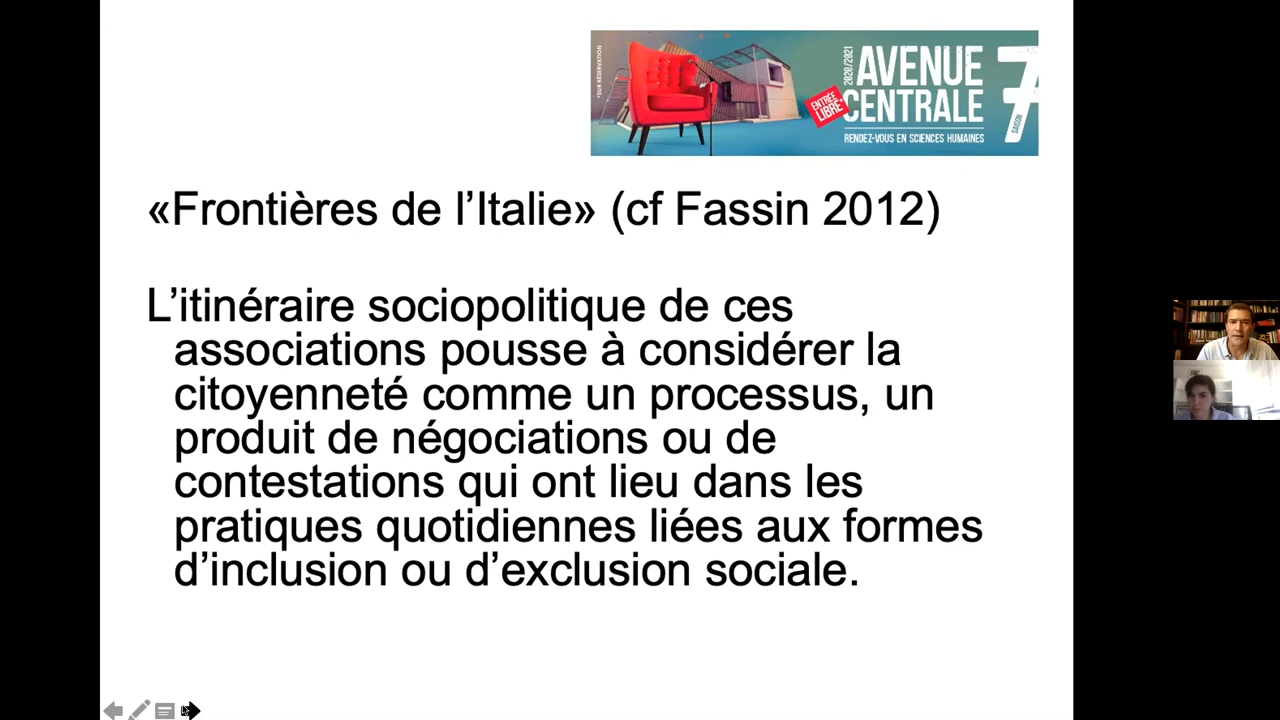 *SUR RÉSERVATION
2020/2021
AVENUE
CENTRALE
ENTRÉE
LIBRE*
RENDEZ-VOUS EN SCIENCES HUMAINES
7
SAISON
«Frontières de l’Italie» (cf Fassin 2012)
L’itinéraire sociopolitique de ces
associations pousse à considérer la
citoyenneté comme un processus, un
produit de négociations ou de
contestations qui ont lieu dans les
pratiques quotidiennes liées aux formes
d’inclusion ou d’exclusion sociale.